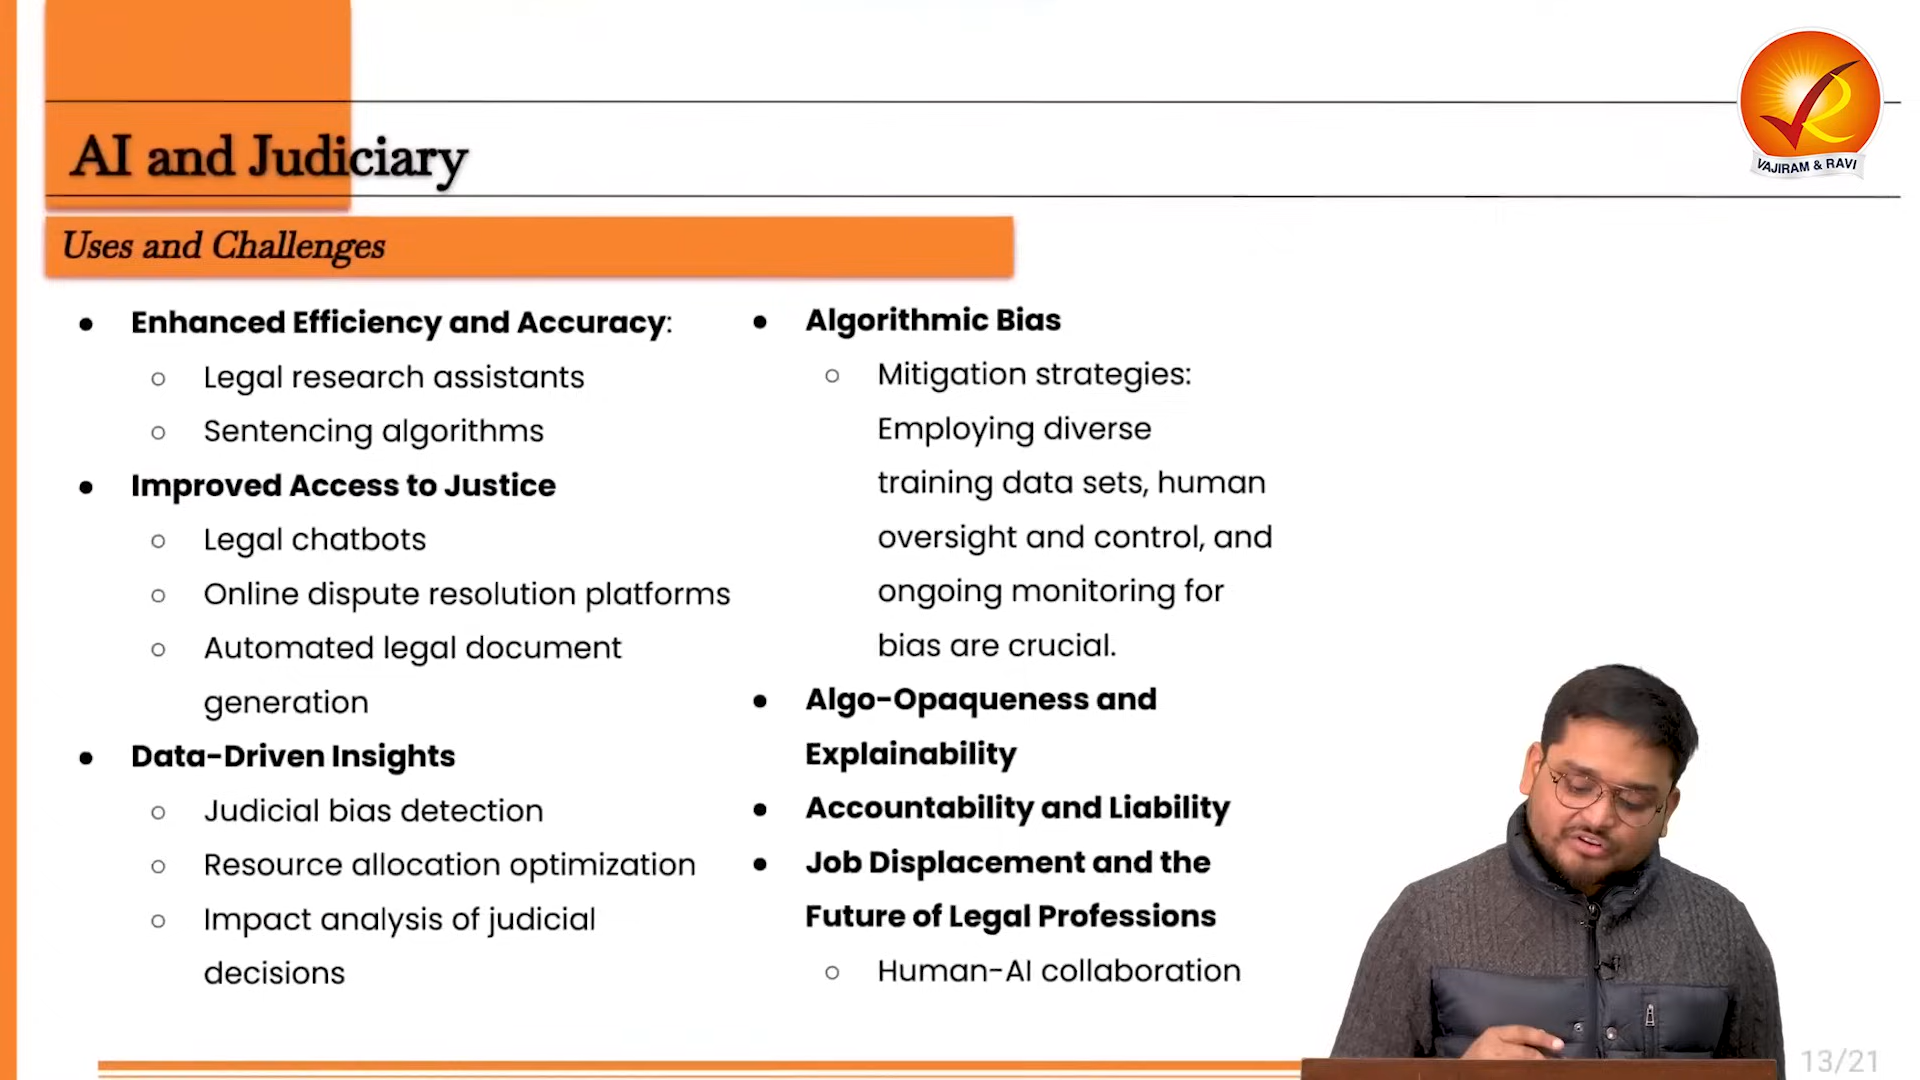 AI and Judiciary
VAJIRAM & RAVI
Uses and Challenges
● Enhanced Efficiency and Accuracy:
○ Legal research assistants
○ Sentencing algorithms
● Improved Access to Justice
○ Legal chatbots
○ Online dispute resolution platforms
○ Automated legal document
generation
● Data-Driven Insights
○ Judicial bias detection
○ Resource allocation optimization
○ Impact analysis of judicial
decisions
● Algorithmic Bias
○ Mitigation strategies:
Employing diverse
training data sets, human
oversight and control, and
ongoing monitoring for
bias are crucial.
● Algo-Opaqueness and
Explainability
● Accountability and Liability
● Job Displacement and the
Future of Legal Professions
○ Human-AI collaboration
13/21